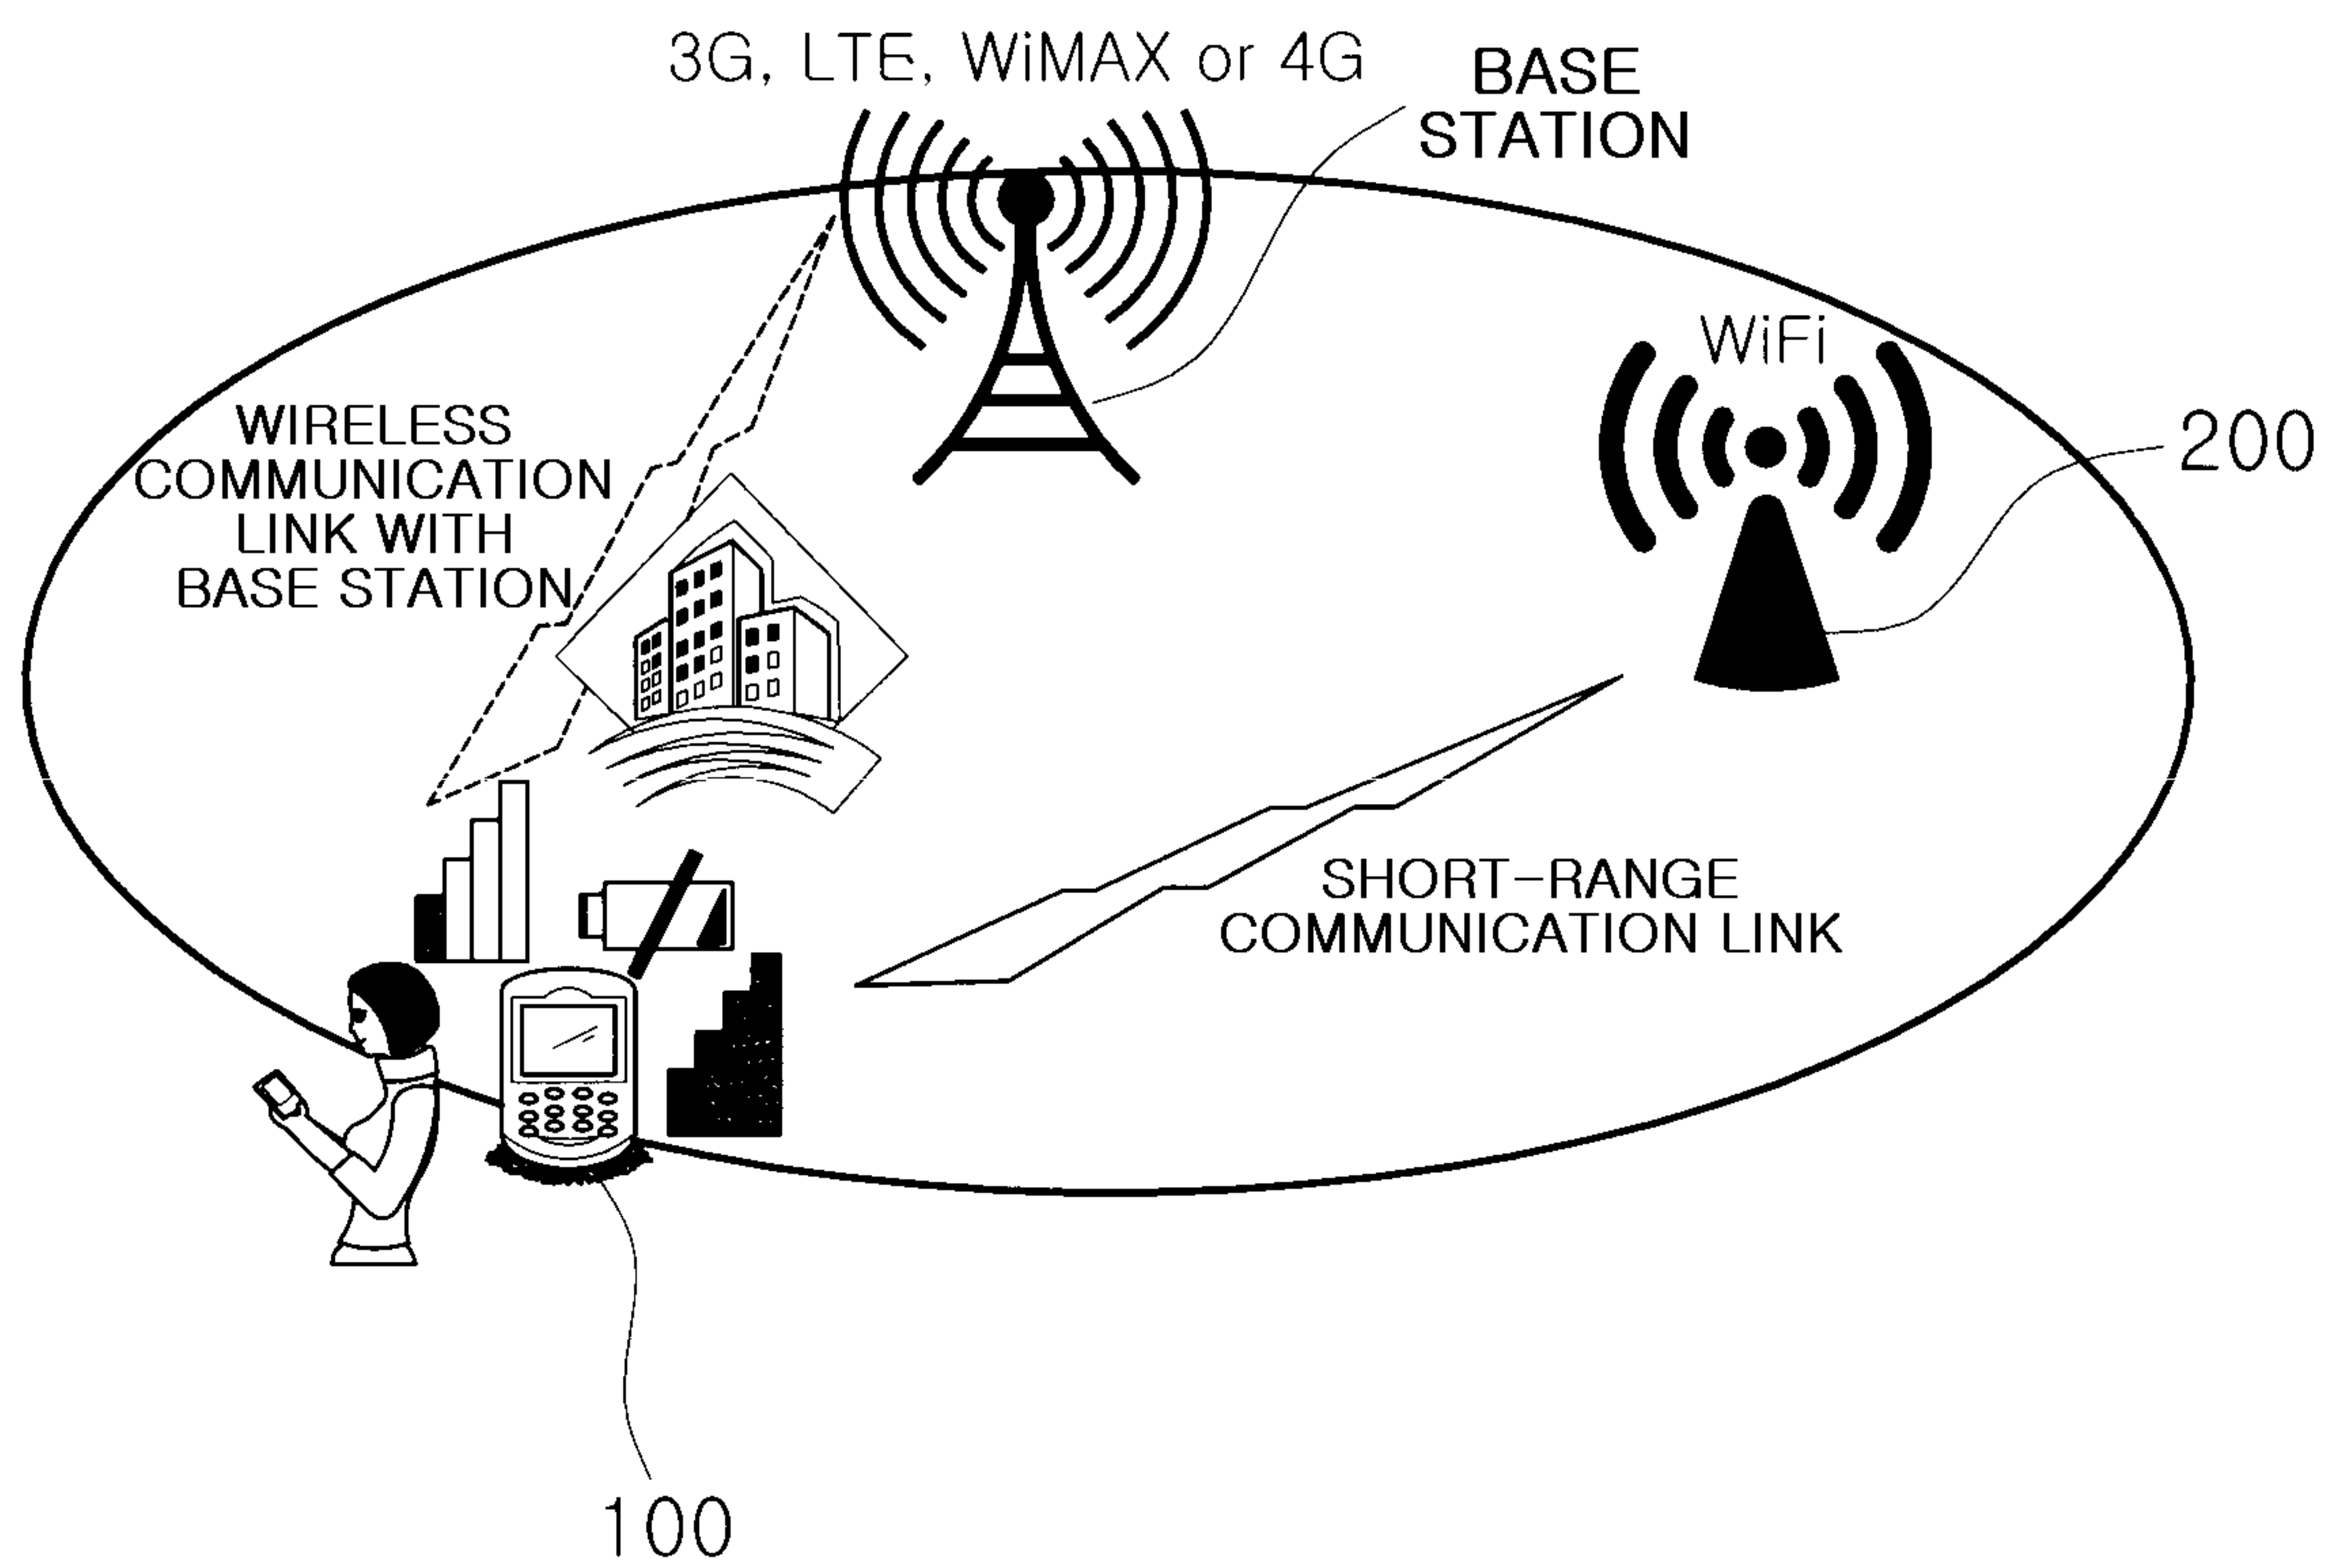 3G, LTE, WiMAX or 4G
BASE
STATION
WiFi
200
WIRELESS
COMMUNICATION
LINK WITH
BASE STATION
SHORT-RANGE
COMMUNICATION LINK
100